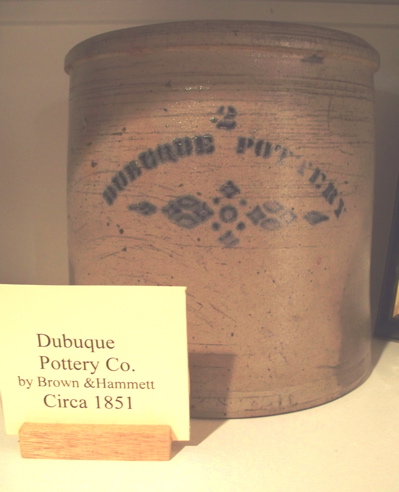 2
DUBUQUE POTTERY
Dubuque
Pottery Co.
by Brown &Hammett
Circa 1851